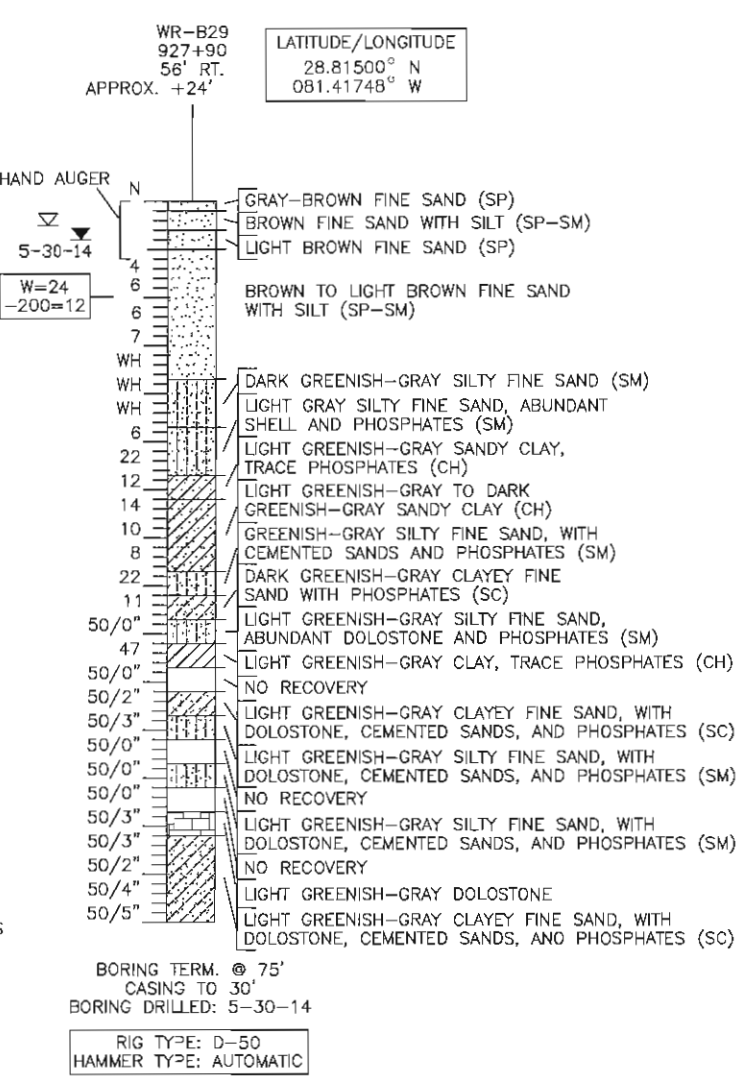 WR-B29
927+90
56' RT.
APPROX. +24'
LATITUDE/LONGITUDE
28.81500° N
081.41748° W
HAND AUGER
N
5-30-14
W=24
-200=12
4
6
6
7
WH
WH
WH
6
22
12
14
10
8
22
11
50/0"
47
50/0"
50/2"
50/3"
50/0"
50/0"
50/0"
50/3"
50/3"
50/2"
50/4"
50/5"
GRAY-BROWN FINE SAND (SP)
BROWN FINE SAND WITH SILT (SP-SM)
LIGHT BROWN FINE SAND (SP)
BROWN TO LIGHT BROWN FINE SAND
WITH SILT (SP-SM)
DARK GREENISH-GRAY SILTY FINE SAND (SM)
LIGHT GRAY SILTY FINE SAND, ABUNDANT
SHELL AND PHOSPHATES (SM)
LIGHT GREENISH-GRAY SANDY CLAY,
TRACE PHOSPHATES (CH)
LIGHT GREENISH-GRAY TO DARK
GREENISH-GRAY SANDY CLAY (CH)
GREENISH-GRAY SILTY FINE SAND, WITH
CEMENTED SANDS AND PHOSPHATES (SM)
DARK GREENISH-GRAY CLAYEY FINE
SAND WITH PHOSPHATES (SC)
LIGHT GREENISH-GRAY SILTY FINE SAND,
ABUNDANT DOLOSTONE AND PHOSPHATES (SM)
LIGHT GREENISH-GRAY CLAY, TRACE PHOSPHATES (CH)
NO RECOVERY
LIGHT GREENISH-GRAY CLAYEY FINE SAND, WITH
DOLOSTONE, CEMENTED SANDS, AND PHOSPHATES (SC)
LIGHT GREENISH-GRAY SILTY FINE SAND, WITH
DOLOSTONE, CEMENTED SANDS, AND PHOSPHATES (SM)
NO RECOVERY
LIGHT GREENISH-GRAY SILTY FINE SAND, WITH
DOLOSTONE, CEMENTED SANDS, AND PHOSPHATES (SM)
NO RECOVERY
LIGHT GREENISH-GRAY DOLOSTONE
LIGHT GREENISH-GRAY CLAYEY FINE SAND, WITH
DOLOSTONE, CEMENTED SANDS, AND PHOSPHATES (SC)
S
BORING TERM. @ 75'
CASING TO 30'
BORING DRILLED: 5-30-14
RIG TYPE: D-50
HAMMER TYPE: AUTOMATIC